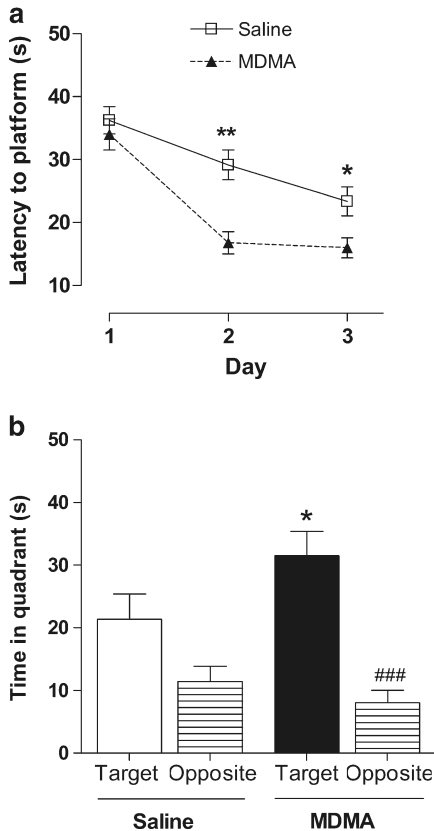 a
Saline
MDMA
Latency to platform (s)
50
40
30
20
10
**
*
1 2 3
Day
b
Time in quadrant (s)
50
40
30
20
10
0
*
###
Target Opposite Target Opposite
Saline MDMA